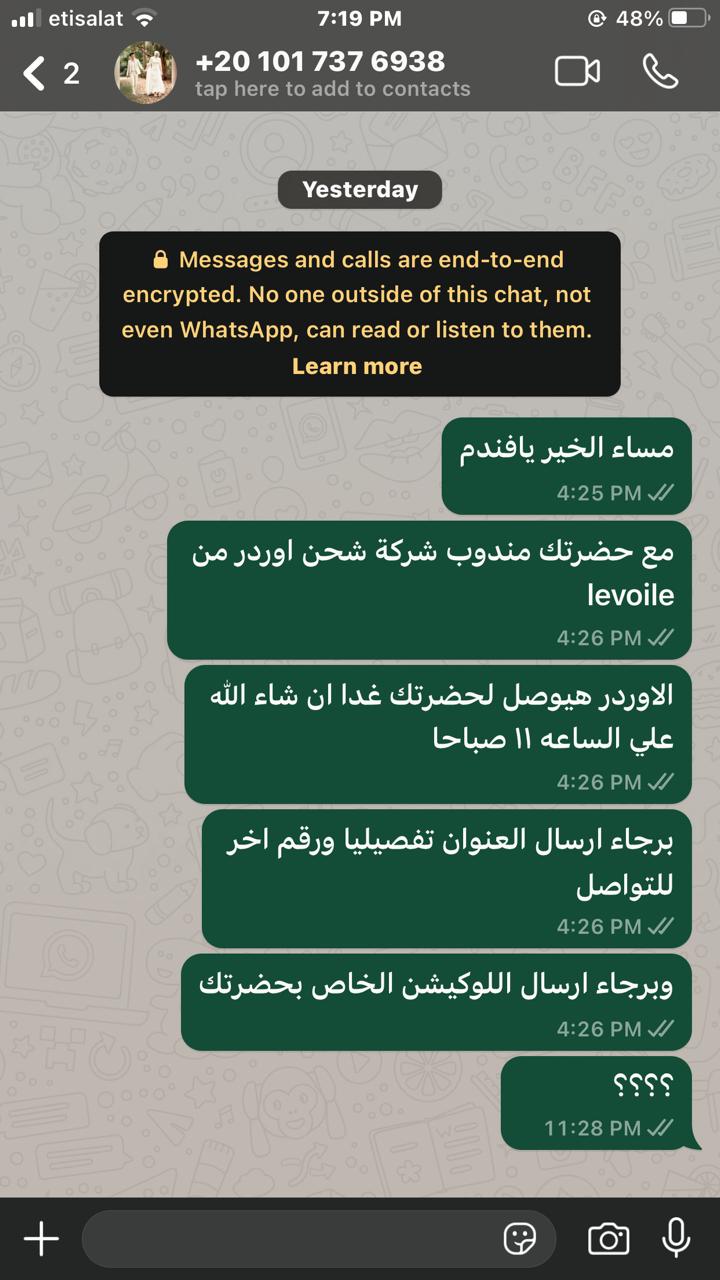 etisalat
7:19 PM
48%
2
+20 101 737 6938
tap here to add to contacts
Yesterday
Messages and calls are end-to-end
encrypted. No one outside of this chat, not
even WhatsApp, can read or listen to them.
Learn more
مساء الخير يافندم
4:25 PM
مع حضرتك مندوب شركة شحن اوردر من
levoile
4:26 PM
الاوردر هيوصل لحضرتك غدا ان شاء الله
علي الساعه ١١ صباحا
4:26 PM
برجاء ارسال العنوان تفصيليا ورقم اخر
للتواصل
4:26 PM
وبرجاء ارسال اللوكيشن الخاص بحضرتك
4:26 PM
؟؟؟؟
11:28 PM